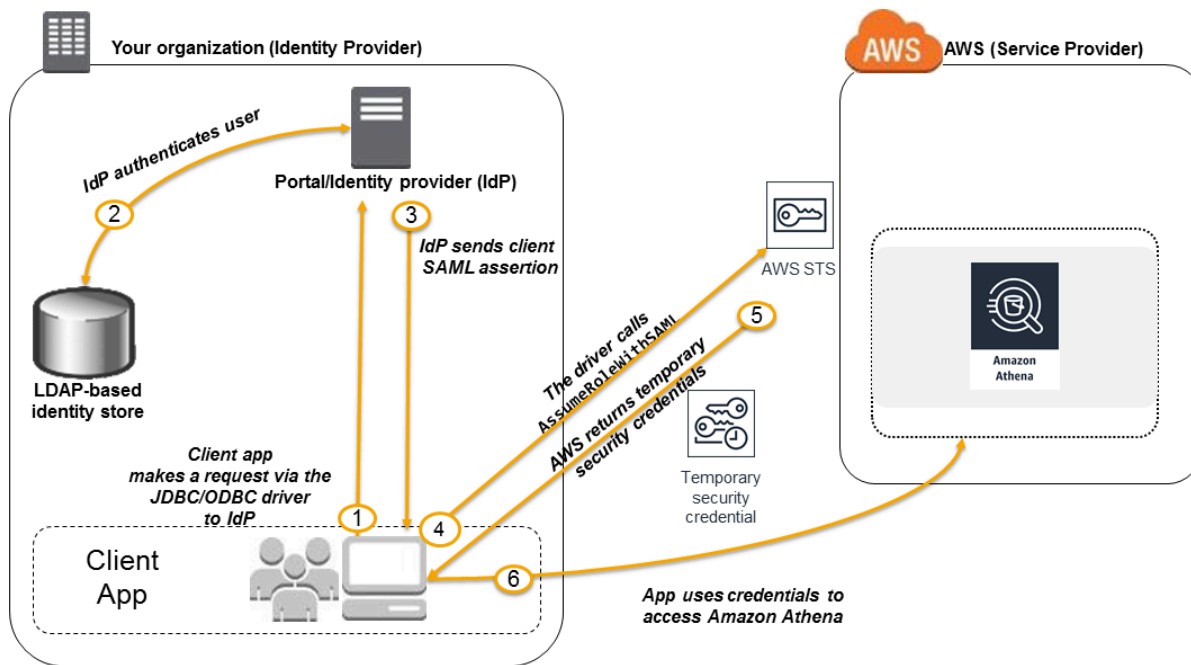 Your organization (Identity Provider)
AWS
AWS (Service Provider)
IdP authenticates user
Portal/Identity provider (IdP)
2
3
IdP sends client
SAML assertion
AWS STS
5
The driver calls
AssumeRoleWithSAML
AWS returns temporary
security credentials
Amazon
Athena
LDAP-based
identity store
Temporary
security
credential
Client app
makes a request via the
JDBC/ODBC driver
to IdP
1
4
Client
App
6
App uses credentials to
access Amazon Athena